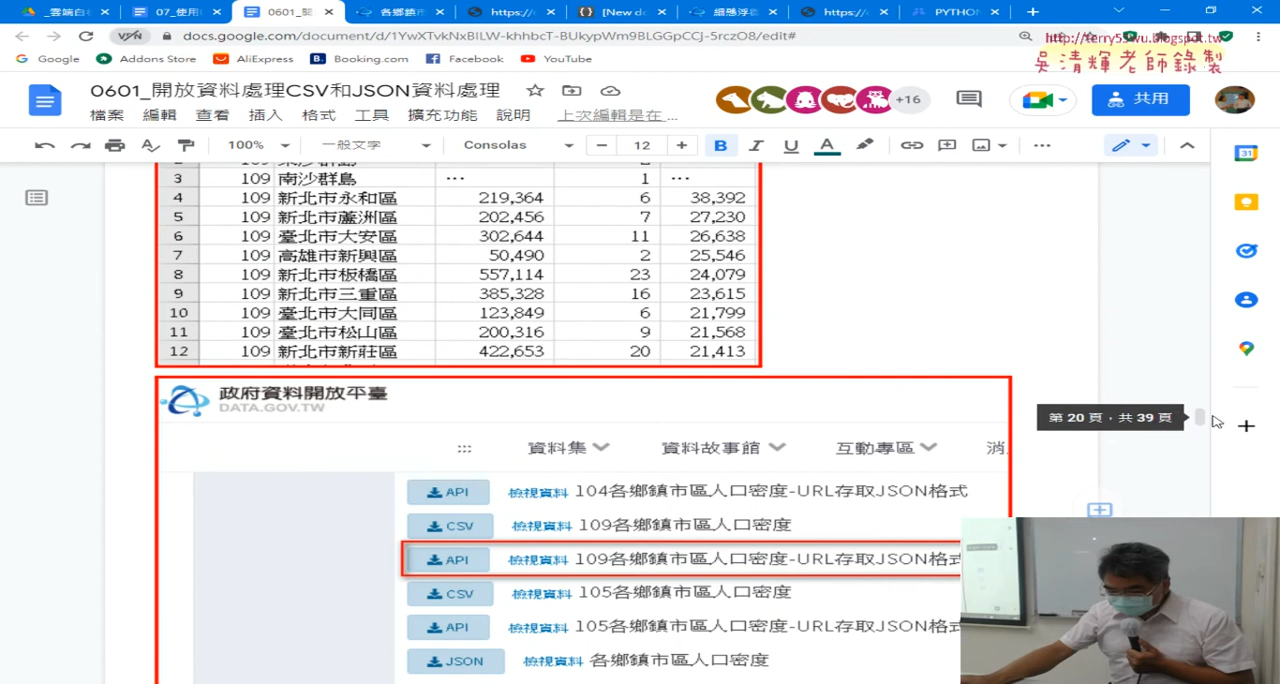 _雲端白
07_使用
0601_開
各鄉鎮市
https://
[New d
細懸浮
https://
PYTHON
VPN
docs.google.com/document/d/1YwXTvkNxBILW-khhbcT-BUkypWm9BLGGpCCJ-5rczO8/edit#
http://terry55wu.blogspot.tw
吳清輝老師錄製
Google
Addons Store
AliExpress
Booking.com
Facebook
YouTube
0601_開放資料處理CSV和JSON資料處理
+16
共用
檔案 編輯 查看 插入 格式 工具 擴充功能 說明 上次編輯是在 ...
100% 一般文字 Consolas 12 B I U A
3 109 南沙群島 ... 1 ...
4 109 新北市永和區 219,364 6 38,392
5 109 新北市蘆洲區 202,456 7 27,230
6 109 臺北市大安區 302,644 11 26,638
7 109 高雄市新興區 50,490 2 25,546
8 109 新北市板橋區 557,114 23 24,079
9 109 新北市三重區 385,328 16 23,615
10 109 臺北市大同區 123,849 6 21,799
11 109 臺北市松山區 200,316 9 21,568
12 109 新北市新莊區 422,653 20 21,413
31
政府資料開放平臺
DATA.GOV.TW
第 20 頁，共 39 頁
資料集 資料故事館 互動專區 消
API 檢視資料 104各鄉鎮市區人口密度-URL存取JSON格式
CSV 檢視資料 109各鄉鎮市區人口密度
API 檢視資料 109各鄉鎮市區人口密度-URL存取JSON格式
CSV 檢視資料 105各鄉鎮市區人口密度
API 檢視資料 105各鄉鎮市區人口密度-URL存取JSON格式
JSON 檢視資料 各鄉鎮市區人口密度